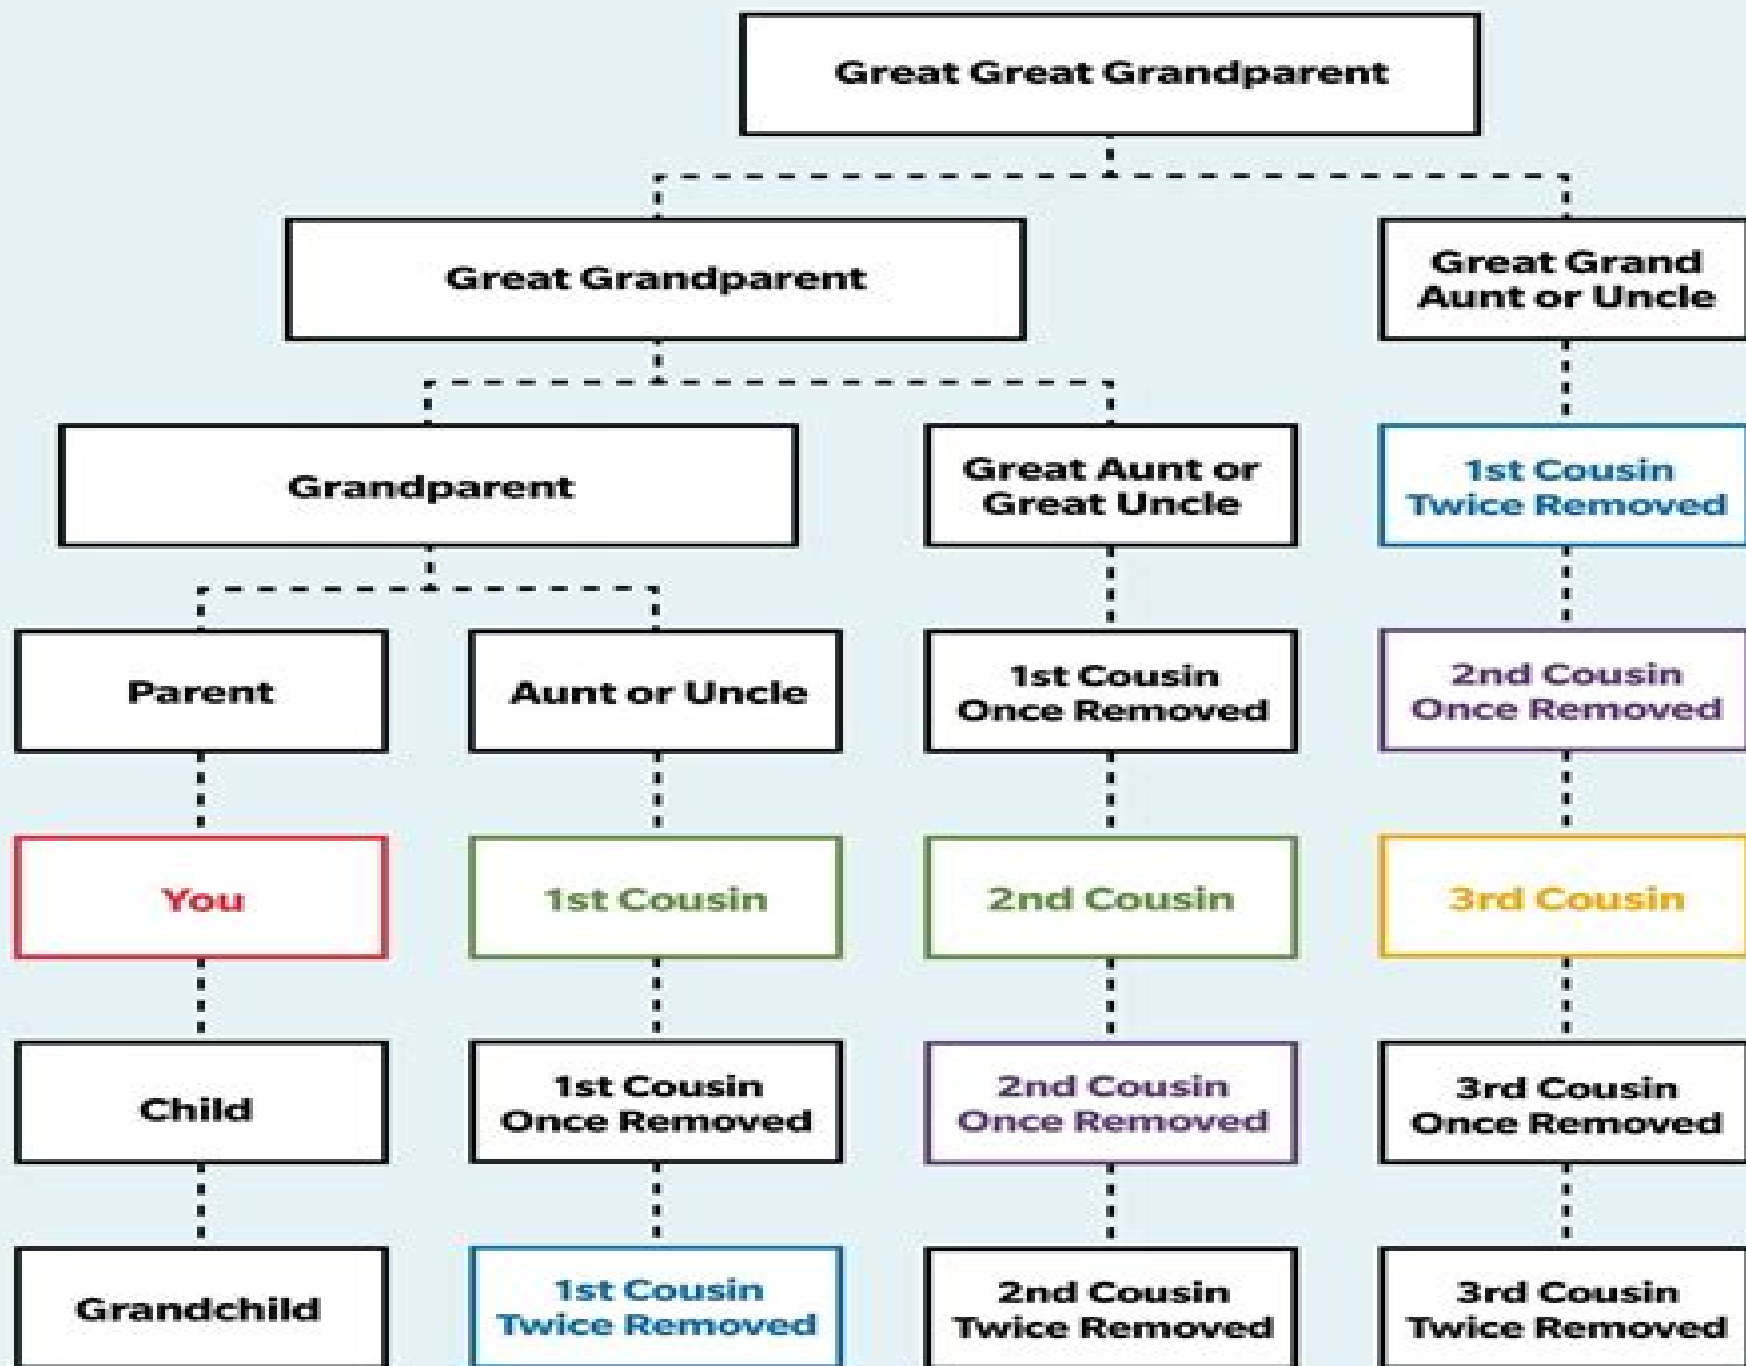 Great Great Grandparent
Great Grandparent
Great Grand
Aunt or Uncle
Grandparent
Great Aunt or
Great Uncle
1st Cousin
Twice Removed
Parent
Aunt or Uncle
1st Cousin
Once Removed
2nd Cousin
Once Removed
You
1st Cousin
2nd Cousin
3rd Cousin
Child
1st Cousin
Once Removed
2nd Cousin
Once Removed
3rd Cousin
Once Removed
Grandchild
1st Cousin
Twice Removed
2nd Cousin
Twice Removed
3rd Cousin
Twice Removed